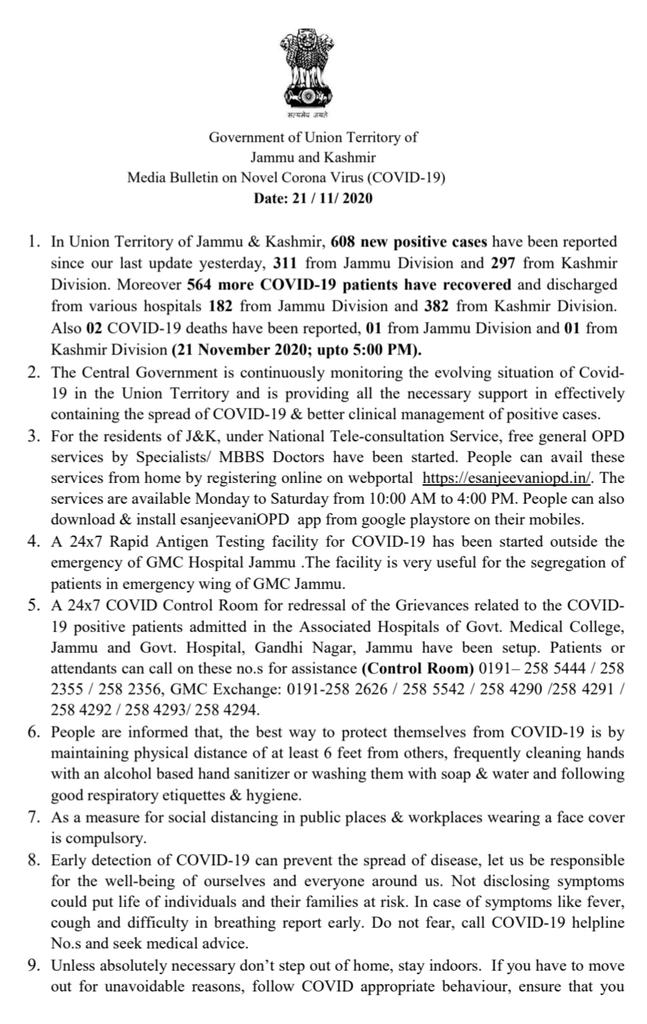 सत्यमेव जयते
Government of Union Territory of
Jammu and Kashmir
Media Bulletin on Novel Corona Virus (COVID-19)
Date: 21 / 11/ 2020
1. In Union Territory of Jammu & Kashmir, 608 new positive cases have been reported
since our last update yesterday, 311 from Jammu Division and 297 from Kashmir
Division. Moreover 564 more COVID-19 patients have recovered and discharged
from various hospitals 182 from Jammu Division and 382 from Kashmir Division.
Also 02 COVID-19 deaths have been reported, 01 from Jammu Division and 01 from
Kashmir Division (21 November 2020; upto 5:00 PM).
2. The Central Government is continuously monitoring the evolving situation of Covid-
19 in the Union Territory and is providing all the necessary support in effectively
containing the spread of COVID-19 & better clinical management of positive cases.
3. For the residents of J&K, under National Tele-consultation Service, free general OPD
services by Specialists/ MBBS Doctors have been started. People can avail these
services from home by registering online on webportal https://esanjeevaniopd.in/. The
services are available Monday to Saturday from 10:00 AM to 4:00 PM. People can also
download & install esanjeevaniOPD app from google playstore on their mobiles.
4. A 24x7 Rapid Antigen Testing facility for COVID-19 has been started outside the
emergency of GMC Hospital Jammu .The facility is very useful for the segregation of
patients in emergency wing of GMC Jammu.
5. A 24x7 COVID Control Room for redressal of the Grievances related to the COVID-
19 positive patients admitted in the Associated Hospitals of Govt. Medical College,
Jammu and Govt. Hospital, Gandhi Nagar, Jammu have been setup. Patients or
attendants can call on these no.s for assistance (Control Room) 0191– 258 5444 / 258
2355 / 258 2356, GMC Exchange: 0191-258 2626 / 258 5542 / 258 4290 /258 4291 /
258 4292 / 258 4293/ 258 4294.
6. People are informed that, the best way to protect themselves from COVID-19 is by
maintaining physical distance of at least 6 feet from others, frequently cleaning hands
with an alcohol based hand sanitizer or washing them with soap & water and following
good respiratory etiquettes & hygiene.
7. As a measure for social distancing in public places & workplaces wearing a face cover
is compulsory.
8. Early detection of COVID-19 can prevent the spread of disease, let us be responsible
for the well-being of ourselves and everyone around us. Not disclosing symptoms
could put life of individuals and their families at risk. In case of symptoms like fever,
cough and difficulty in breathing report early. Do not fear, call COVID-19 helpline
No.s and seek medical advice.
9. Unless absolutely necessary don’t step out of home, stay indoors. If you have to move
out for unavoidable reasons, follow COVID appropriate behaviour, ensure that you